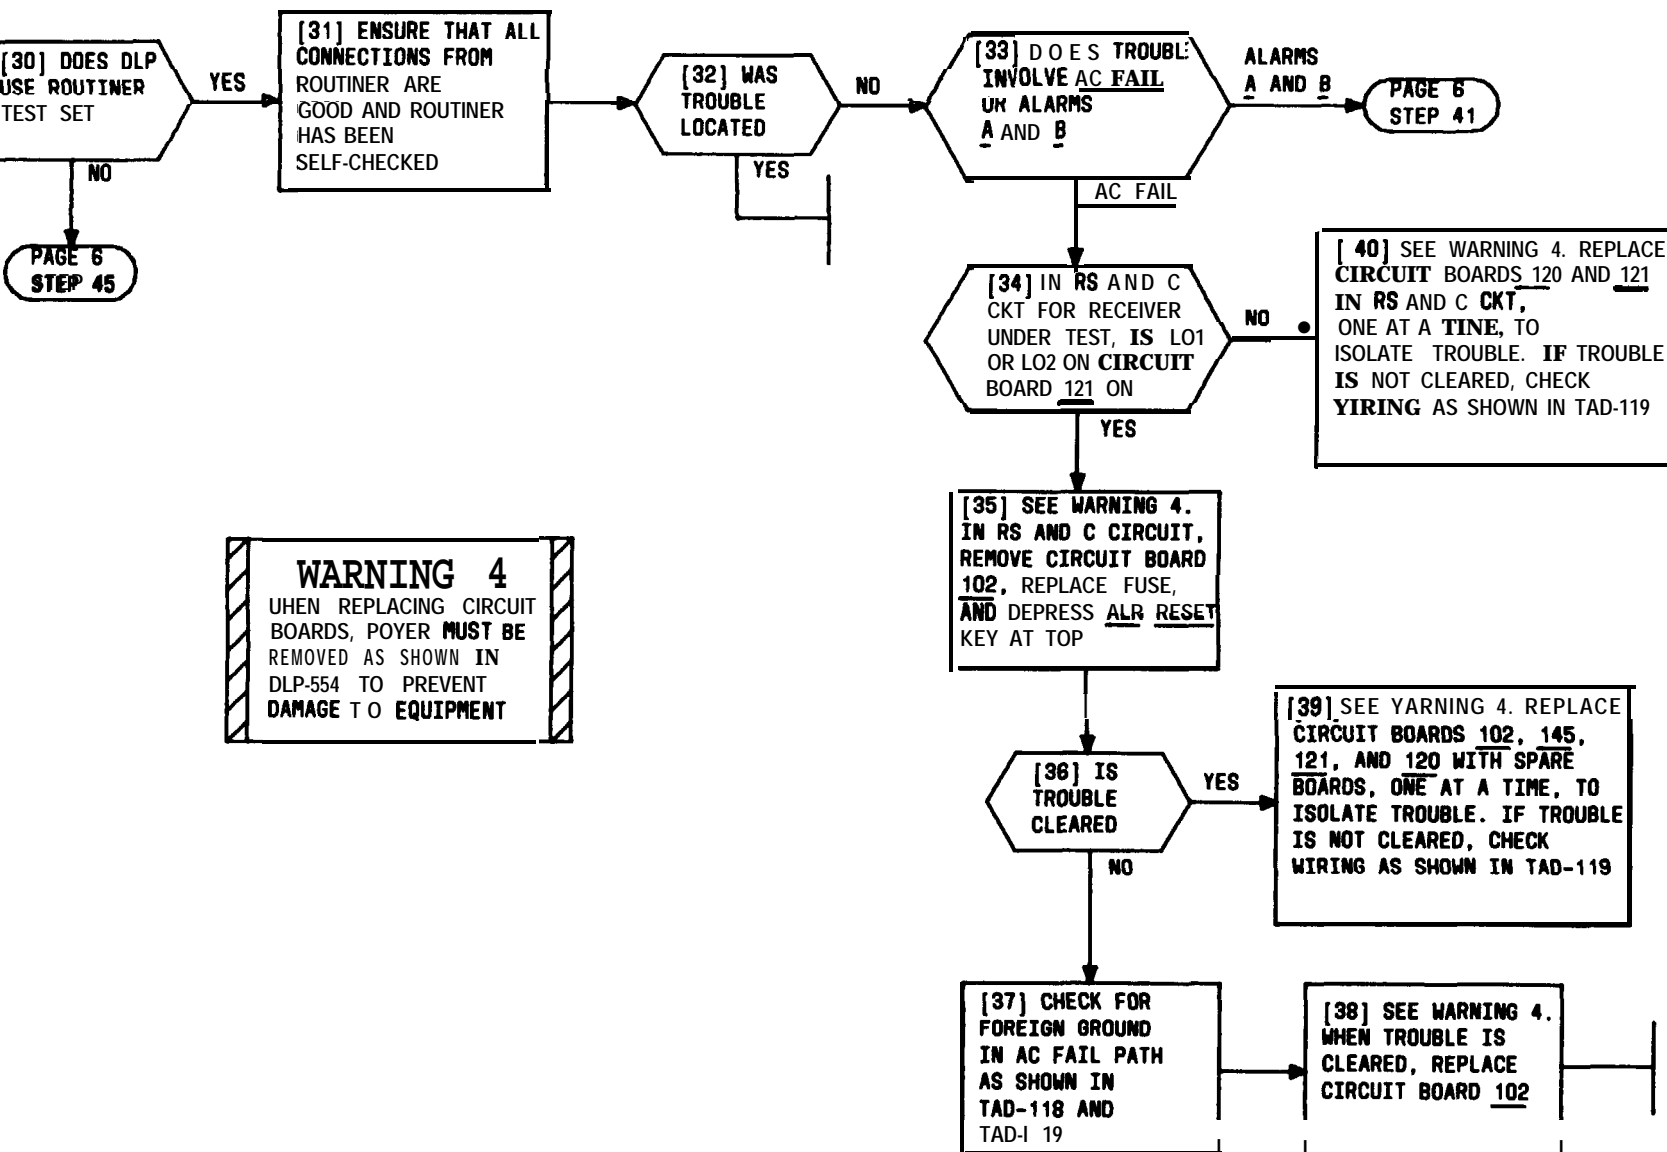 [30] DOES DLP
USE ROUTINER
TEST SET
YES
NO
PAGE 6
STEP 45
[31] ENSURE THAT ALL
CONNECTIONS FROM
ROUTINER ARE
GOOD AND ROUTINER
HAS BEEN
SELF-CHECKED
[32] WAS
TROUBLE
LOCATED
NO
YES
[33] DOES TROUBLE
INVOLVE AC FAIL
OR ALARMS
A AND B
ALARMS
A AND B
PAGE 6
STEP 41
AC FAIL
[34] IN RS AND C
CKT FOR RECEIVER
UNDER TEST, IS LO1
OR LO2 ON CIRCUIT
BOARD 121 ON
NO
YES
[40] SEE WARNING 4. REPLACE
CIRCUIT BOARDS 120 AND 121
IN RS AND C CKT,
ONE AT A TINE, TO
ISOLATE TROUBLE. IF TROUBLE
IS NOT CLEARED, CHECK
YIRING AS SHOWN IN TAD-119
[35] SEE WARNING 4.
IN RS AND C CIRCUIT,
REMOVE CIRCUIT BOARD
102, REPLACE FUSE,
AND DEPRESS ALR RESET
KEY AT TOP
WARNING 4
UHEN REPLACING CIRCUIT
BOARDS, POYER MUST BE
REMOVED AS SHOWN IN
DLP-554 TO PREVENT
DAMAGE TO EQUIPMENT
[36] IS
TROUBLE
CLEARED
YES
NO
[39] SEE YARNING 4. REPLACE
CIRCUIT BOARDS 102, 145,
121, AND 120 WITH SPARE
BOARDS, ONE AT A TIME, TO
ISOLATE TROUBLE. IF TROUBLE
IS NOT CLEARED, CHECK
WIRING AS SHOWN IN TAD-119
[37] CHECK FOR
FOREIGN GROUND
IN AC FAIL PATH
AS SHOWN IN
TAD-118 AND
TAD-I 19
[38] SEE WARNING 4.
WHEN TROUBLE IS
CLEARED, REPLACE
CIRCUIT BOARD 102